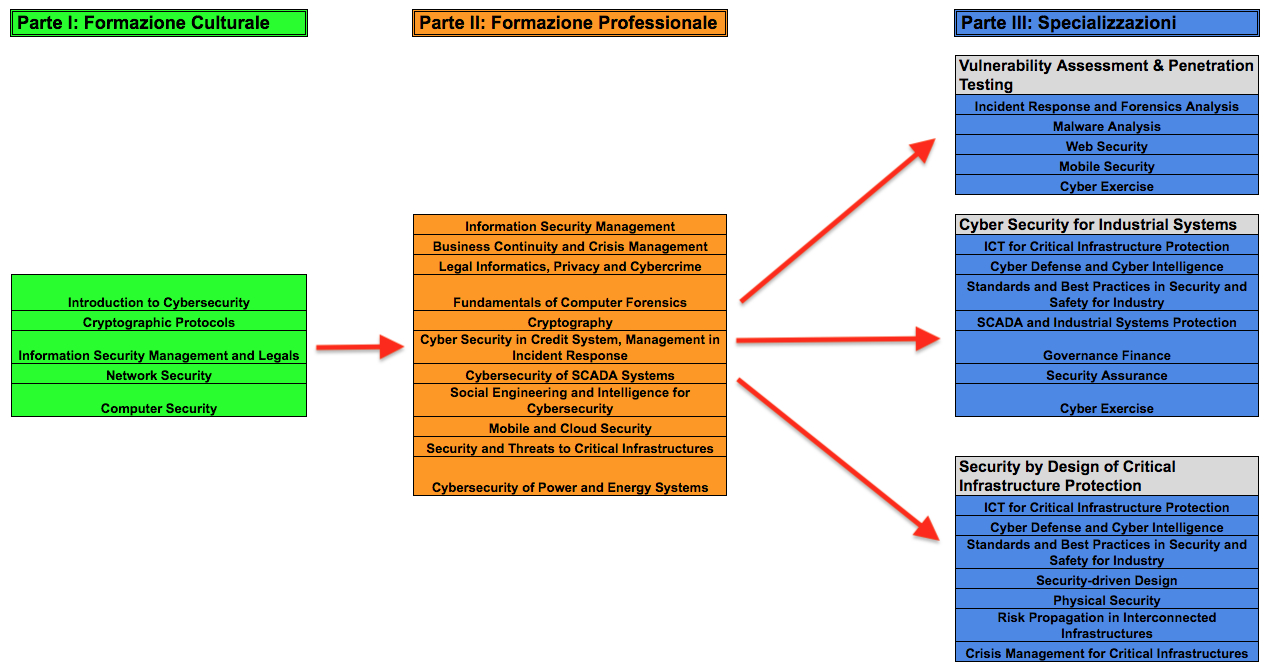 Parte I: Formazione Culturale
Parte II: Formazione Professionale
Parte III: Specializzazioni
Introduction to Cybersecurity
Cryptographic Protocols
Information Security Management and Legals
Network Security
Computer Security
Information Security Management
Business Continuity and Crisis Management
Legal Informatics, Privacy and Cybercrime
Fundamentals of Computer Forensics
Cryptography
Cyber Security in Credit System, Management in
Incident Response
Cybersecurity of SCADA Systems
Social Engineering and Intelligence for
Cybersecurity
Mobile and Cloud Security
Security and Threats to Critical Infrastructures
Cybersecurity of Power and Energy Systems
Vulnerability Assessment & Penetration
Testing
Incident Response and Forensics Analysis
Malware Analysis
Web Security
Mobile Security
Cyber Exercise
Cyber Security for Industrial Systems
ICT for Critical Infrastructure Protection
Cyber Defense and Cyber Intelligence
Standards and Best Practices in Security and
Safety for Industry
SCADA and Industrial Systems Protection
Governance Finance
Security Assurance
Cyber Exercise
Security by Design of Critical
Infrastructure Protection
ICT for Critical Infrastructure Protection
Cyber Defense and Cyber Intelligence
Standards and Best Practices in Security and
Safety for Industry
Security-driven Design
Physical Security
Risk Propagation in Interconnected
Infrastructures
Crisis Management for Critical Infrastructures